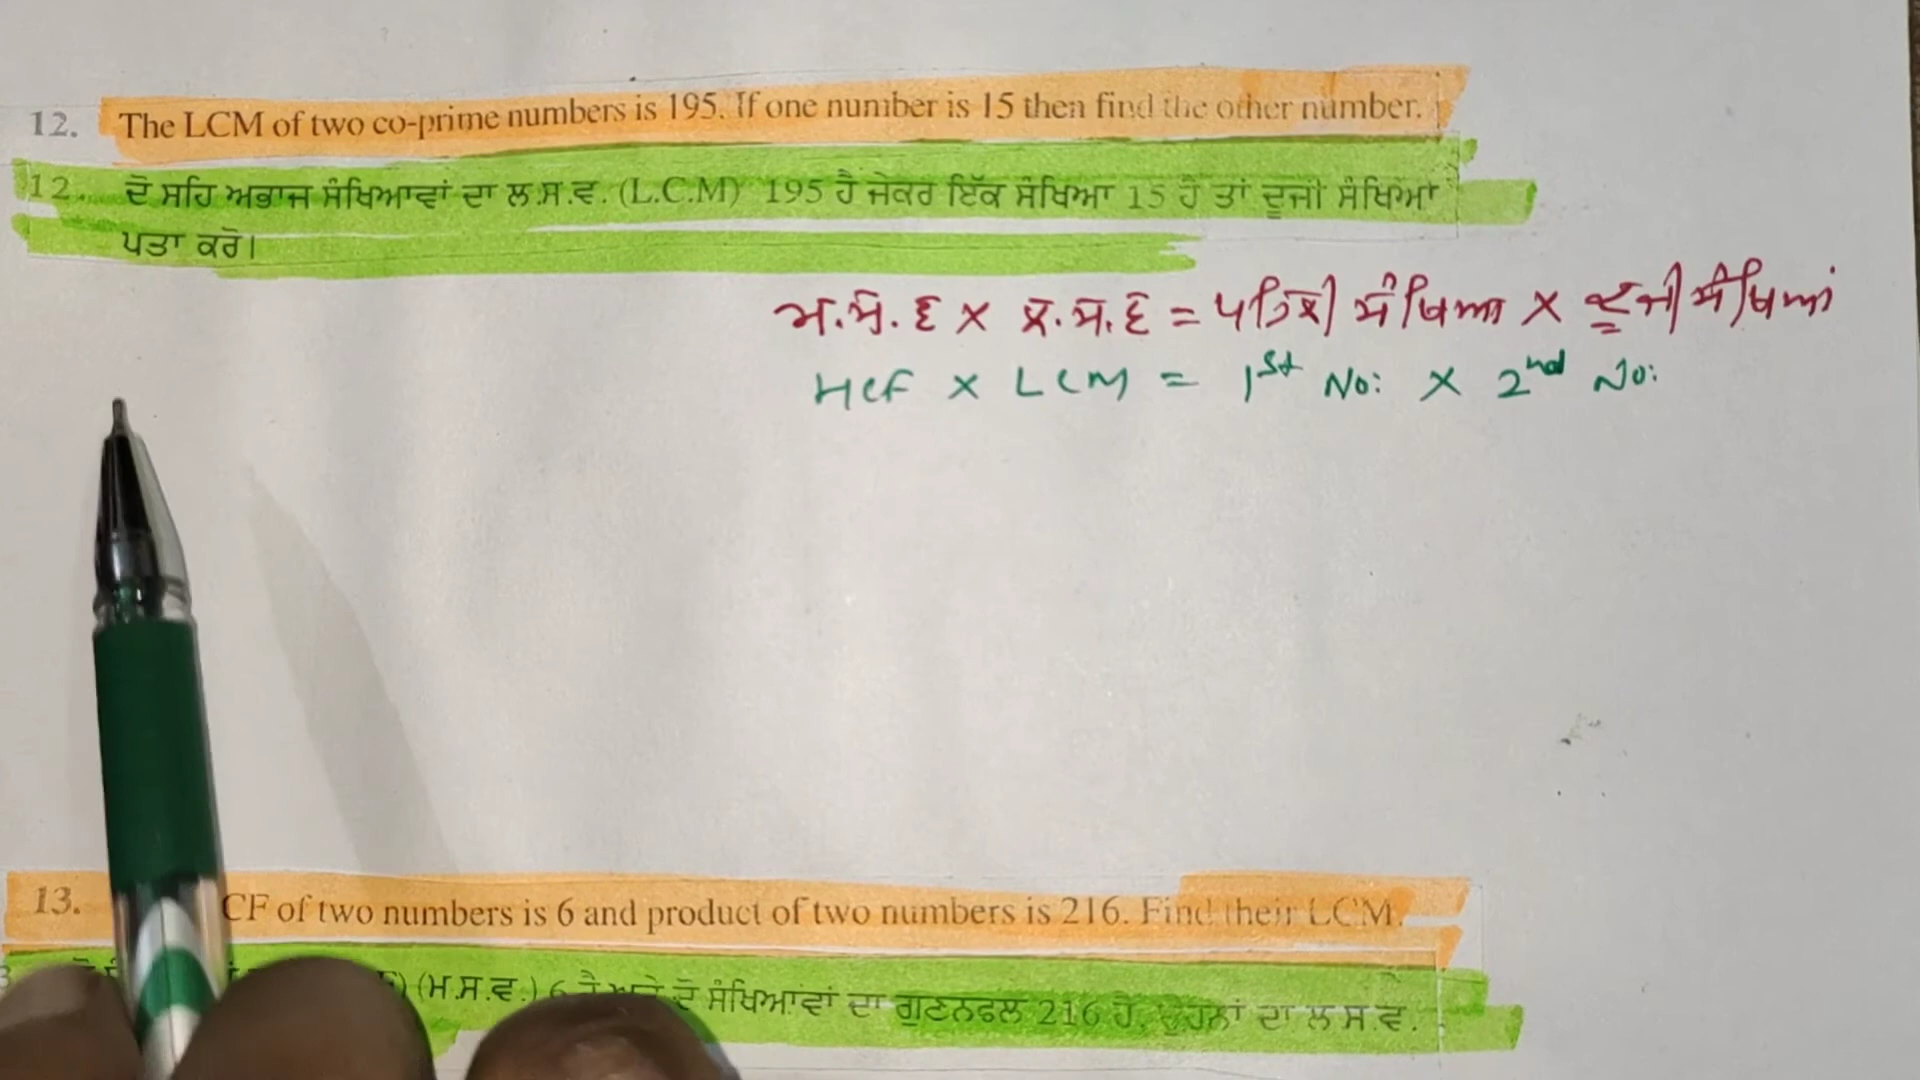 12. The LCM of two co-prime numbers is 195. If one number is 15 then find the other number.
12. ਦੋ ਸਹਿ ਅਭਾਜ ਸੰਖਿਆਵਾਂ ਦਾ ਲ.ਸ.ਵ. (L.C.M) 195 ਹੈ ਜੇਕਰ ਇੱਕ ਸੰਖਿਆ 15 ਹੈ ਤਾਂ ਦੂਜੀ ਸੰਖਿਆ
ਪਤਾ ਕਰੋ।
ਮ.ਸ.ਵ × ਲ.ਸ.ਵ = ਪਹਿਲੀ ਸੰਖਿਆ × ਦੂਜੀ ਸੰਖਿਆ
HCF × LCM = 1st No: × 2nd No:
13. CF of two numbers is 6 and product of two numbers is 216. Find their LCM.
(ਮ.ਸ.ਵ.) 6 ਹੈ ਅਤੇ ਦੋ ਸੰਖਿਆਵਾਂ ਦਾ ਗੁਣਨਫਲ 216 ਹੈ, ਉਹਨਾਂ ਦਾ ਲ.ਸ.ਵ.